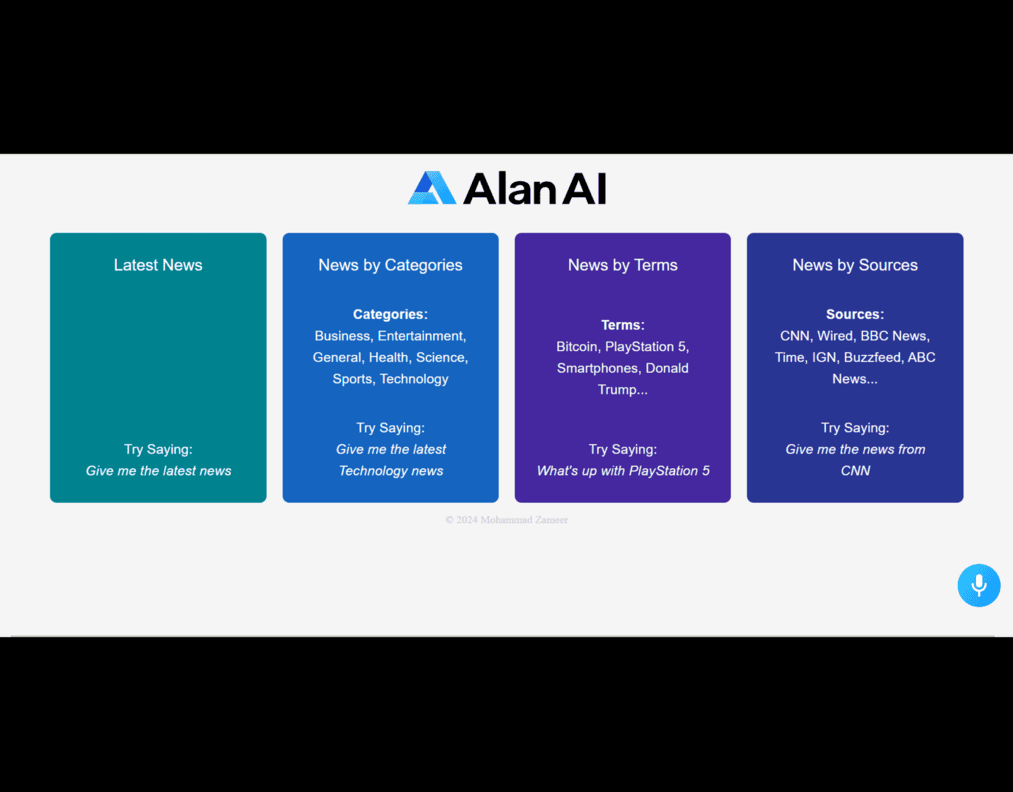 Alan AI
Latest News
Try Saying:
Give me the latest news
News by Categories
Categories:
Business, Entertainment,
General, Health, Science,
Sports, Technology
Try Saying:
Give me the latest
Technology news
News by Terms
Terms:
Bitcoin, PlayStation 5,
Smartphones, Donald
Trump...
Try Saying:
What's up with PlayStation 5
News by Sources
Sources:
CNN, Wired, BBC News,
Time, IGN, Buzzfeed, ABC
News...
Try Saying:
Give me the news from
CNN
© 2024 Mohammad Zameer